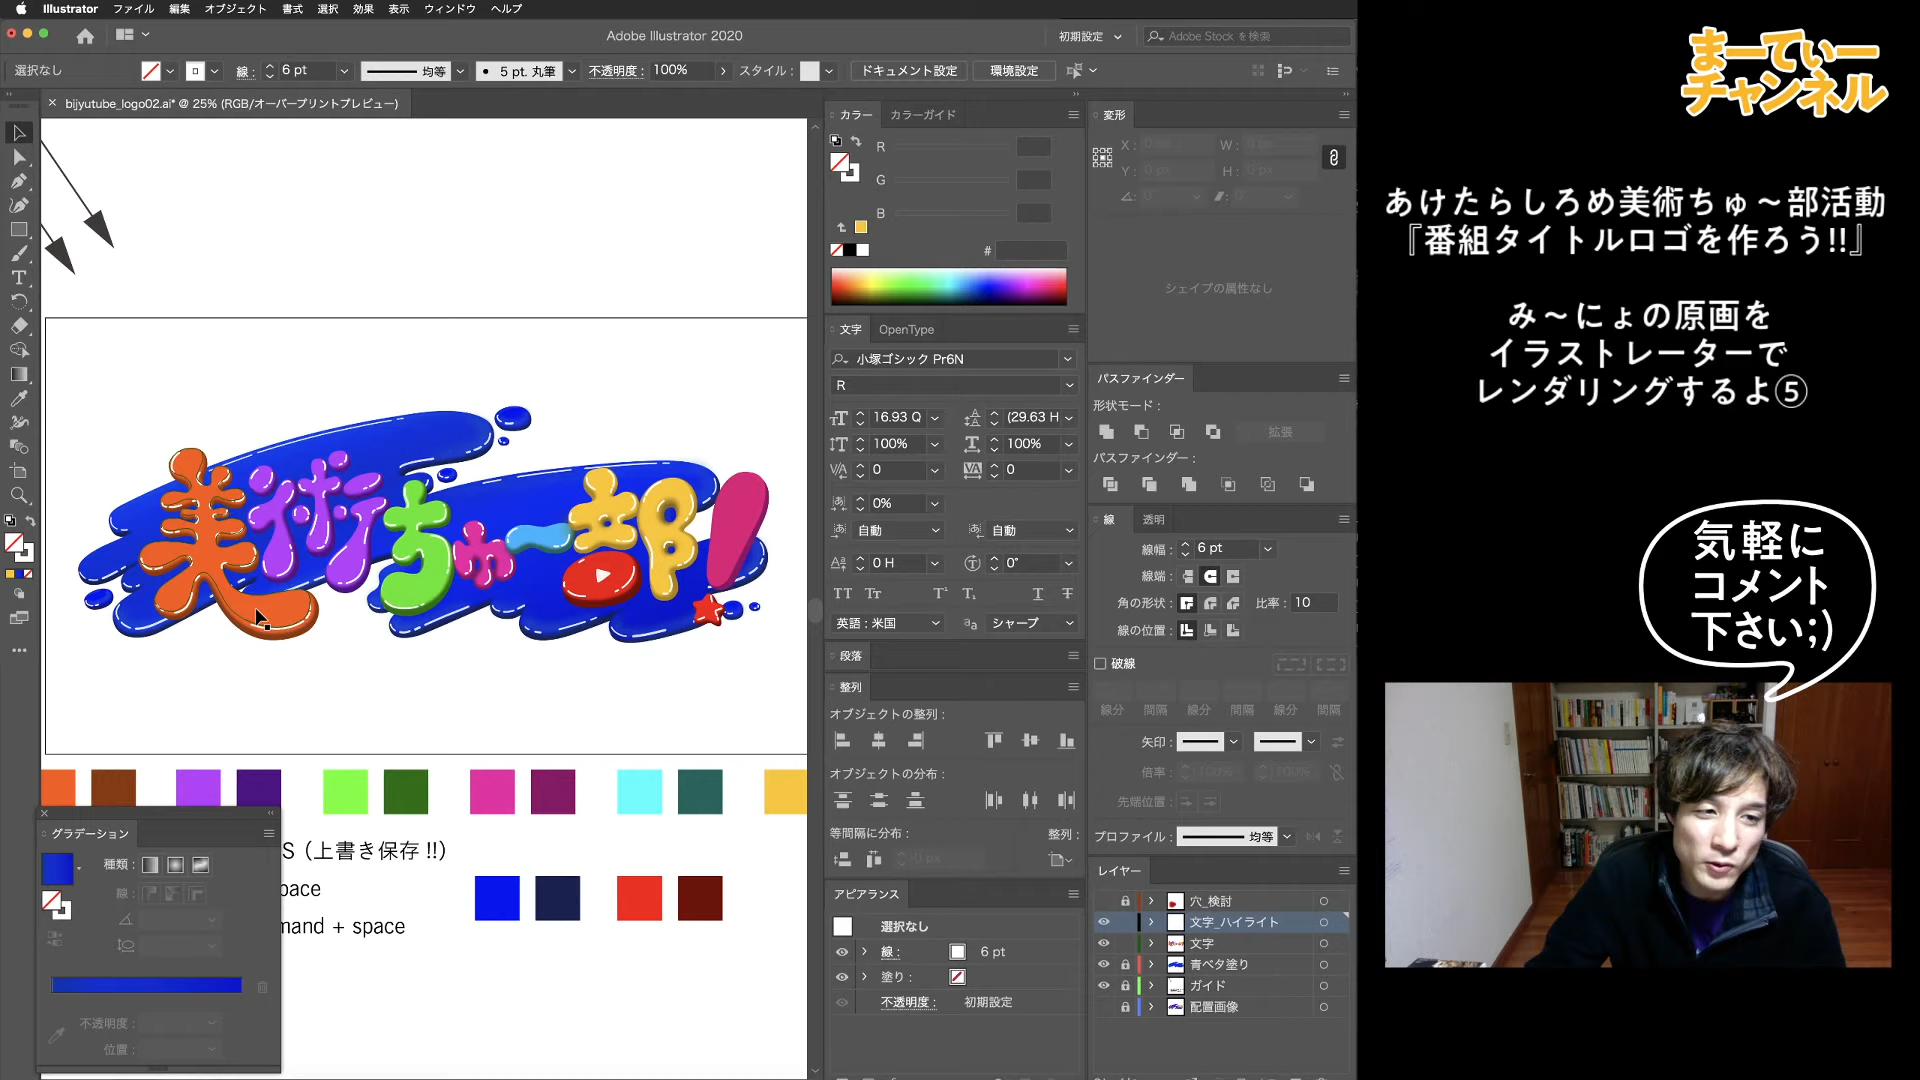 Illustrator ファイル 編集 オブジェクト 書式 選択 効果 表示 ウィンドウ ヘルプ
Adobe Illustrator 2020
初期設定
Adobe Stock を検索
選択なし
線 : 6 pt
均等
5 pt. 丸筆
不透明度 : 100%
スタイル :
ドキュメント設定
環境設定
bijyutube_logo02.ai* @ 25% (RGB/オーバープリントプレビュー)
美術ちゅ〜部!
S (上書き保存 !!)
pace
mand + space
グラデーション
種類 :
線 :
不透明度 :
位置 :
カラー カラーガイド
R
G
B
#
文字 OpenType
小塚ゴシック Pr6N
R
16.93 Q (29.63 H
100% 100%
0 0
0%
自動 自動
0 H 0°
英語 : 米国
シャープ
段落
整列
オブジェクトの整列 :
オブジェクトの分布 :
等間隔に分布 : 整列 :
0 px
アピアランス
選択なし
線 : 6 pt
塗り :
不透明度 : 初期設定
変形
X : W :
Y : 0 px H : 0 px
シェイプの属性なし
パスファインダー
形状モード :
拡張
パスファインダー :
線 透明
線幅 : 6 pt
線端 :
角の形状 : 比率 : 10
線の位置 :
破線
線分 間隔 線分 間隔 線分 間隔
矢印 :
倍率 : 100% 100%
先端位置 :
プロファイル : 均等
レイヤー
穴_検討
文字_ハイライト
文字
青ベタ塗り
ガイド
配置画像
まーてぃー
チャンネル
あけたらしろめ美術ちゅ〜部活動
『番組タイトルロゴを作ろう!!』
み〜にょの原画を
イラストレーターで
レンダリングするよ⑤
気軽に
コメント
下さい;)